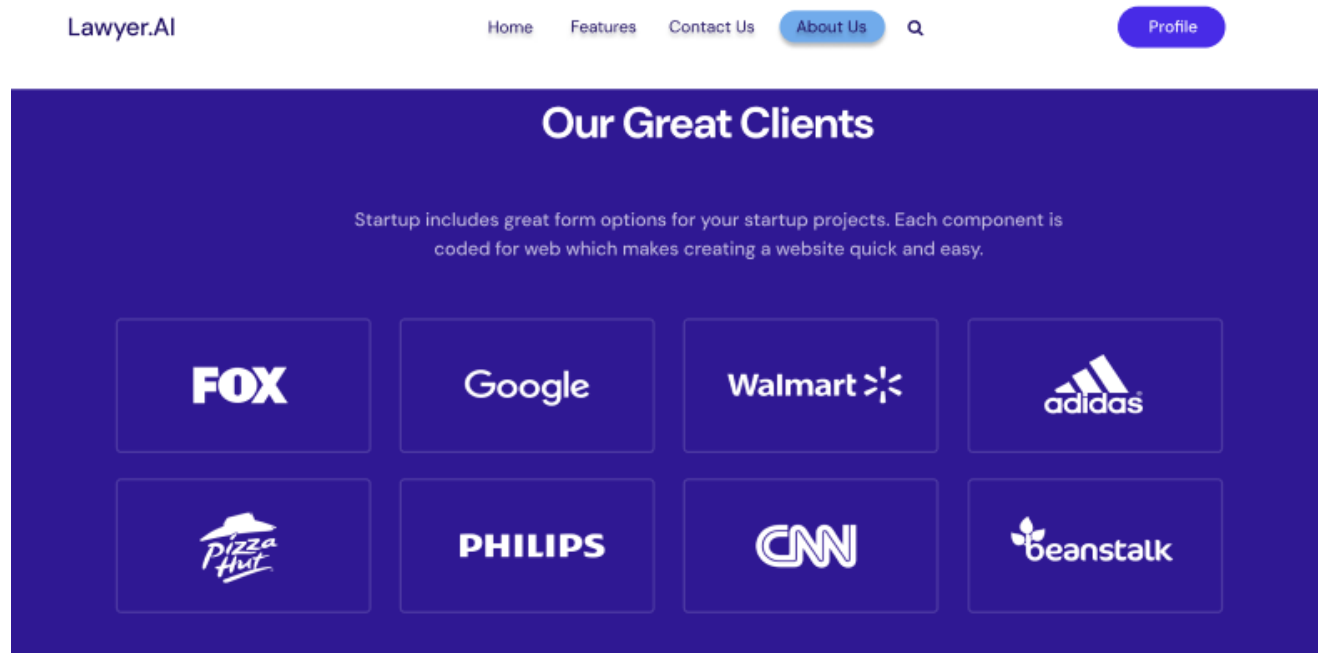 Lawyer.AI Home Features Contact Us About Us Profile
Our Great Clients
Startup includes great form options for your startup projects. Each component is
coded for web which makes creating a website quick and easy.
FOX Google Walmart adidas
Pizza Hut PHILIPS CNN beanstalk